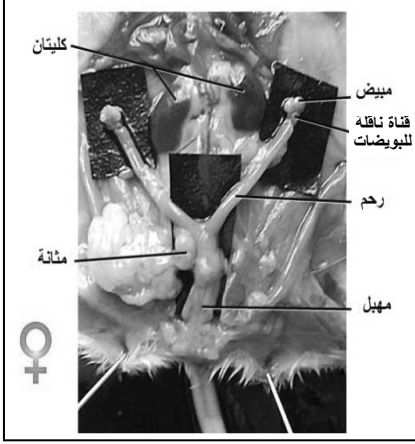 كليتان
مبيض
قناة ناقلة
للبويضات
رحم
مثانة
مهبل